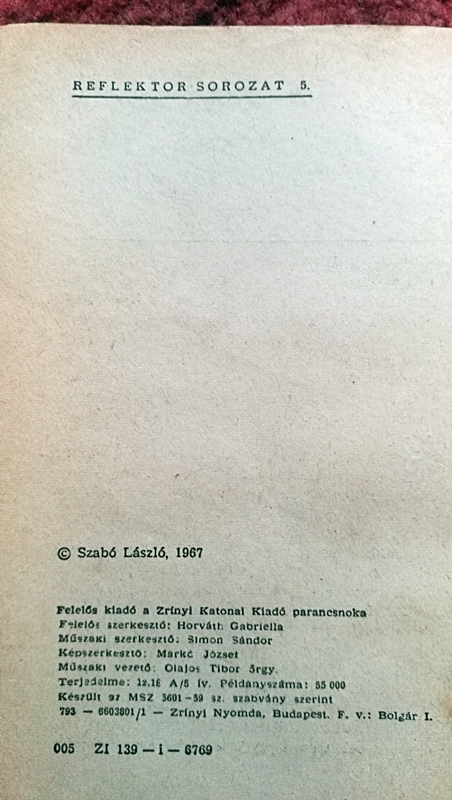 REFLEKTOR SOROZAT 5.
© Szabó László, 1967
Felelős kiadó a Zrínyi Katonai Kiadó parancsnoka
Felelős szerkesztő: Horváth Gabriella
Műszaki szerkesztő: Simon Sándor
Képszerkesztő: Markó József
Műszaki vezető: Olajos Tibor őrgy.
Terjedelme: 12,18 A/5 ív. Példányszáma: 55 000
Készült az MSZ 5601-59 sz. szabvány szerint
793 — 6603801/1 — Zrínyi Nyomda, Budapest. F. v.: Bolgár I.
005 ZI 139 — i — 6769